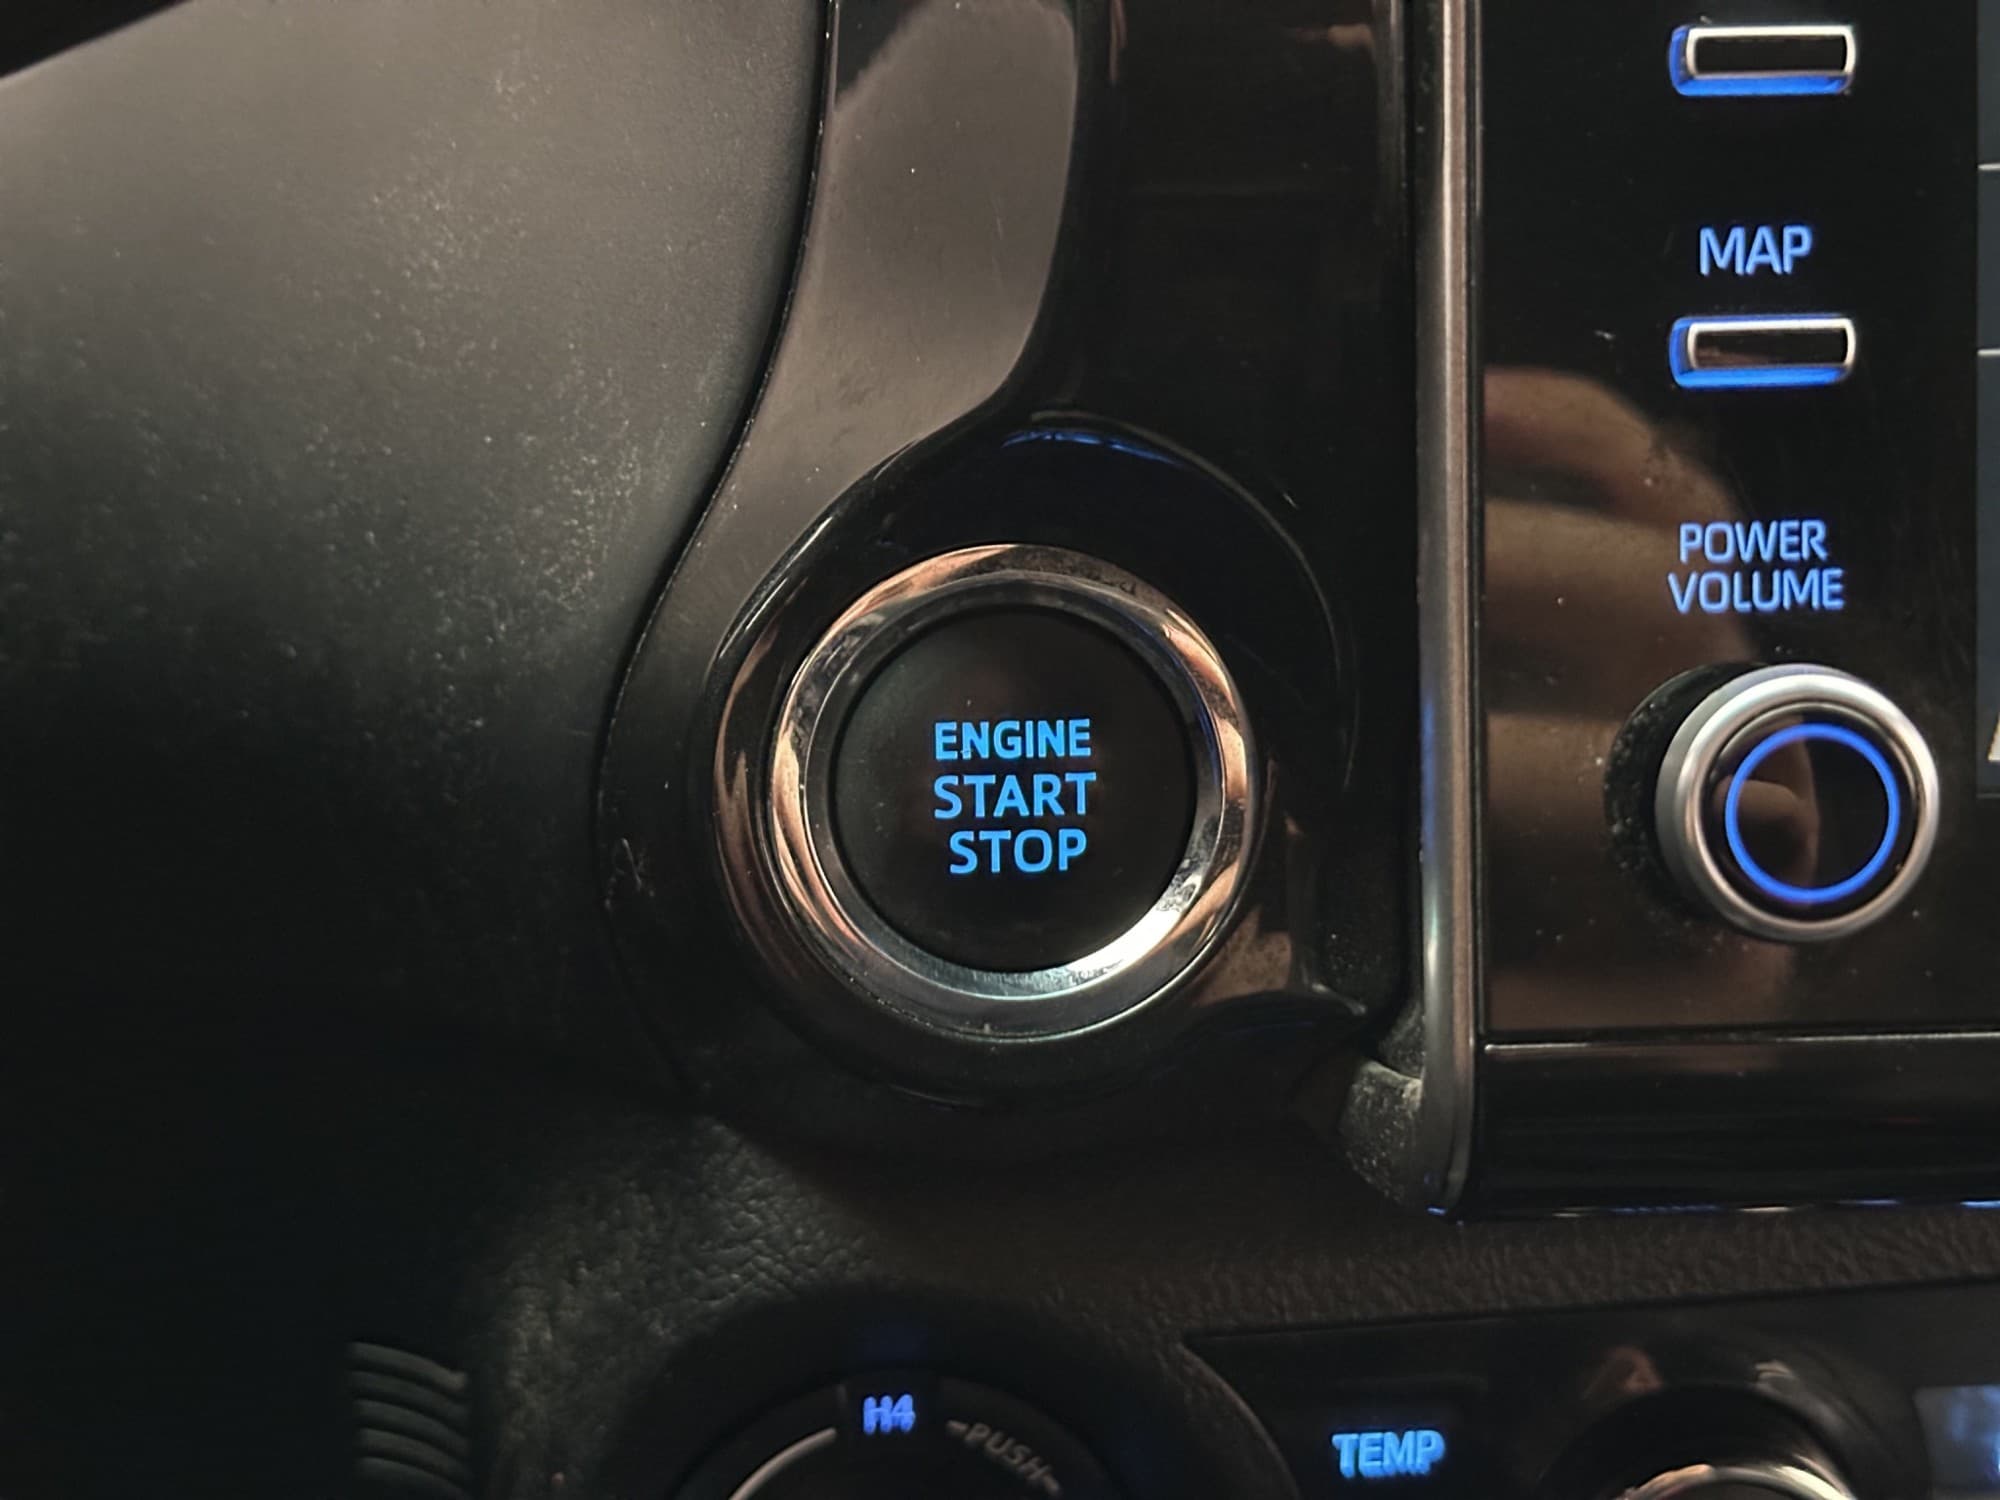 MAP
POWER
VOLUME
ENGINE
START
STOP
H4
PUSH
TEMP